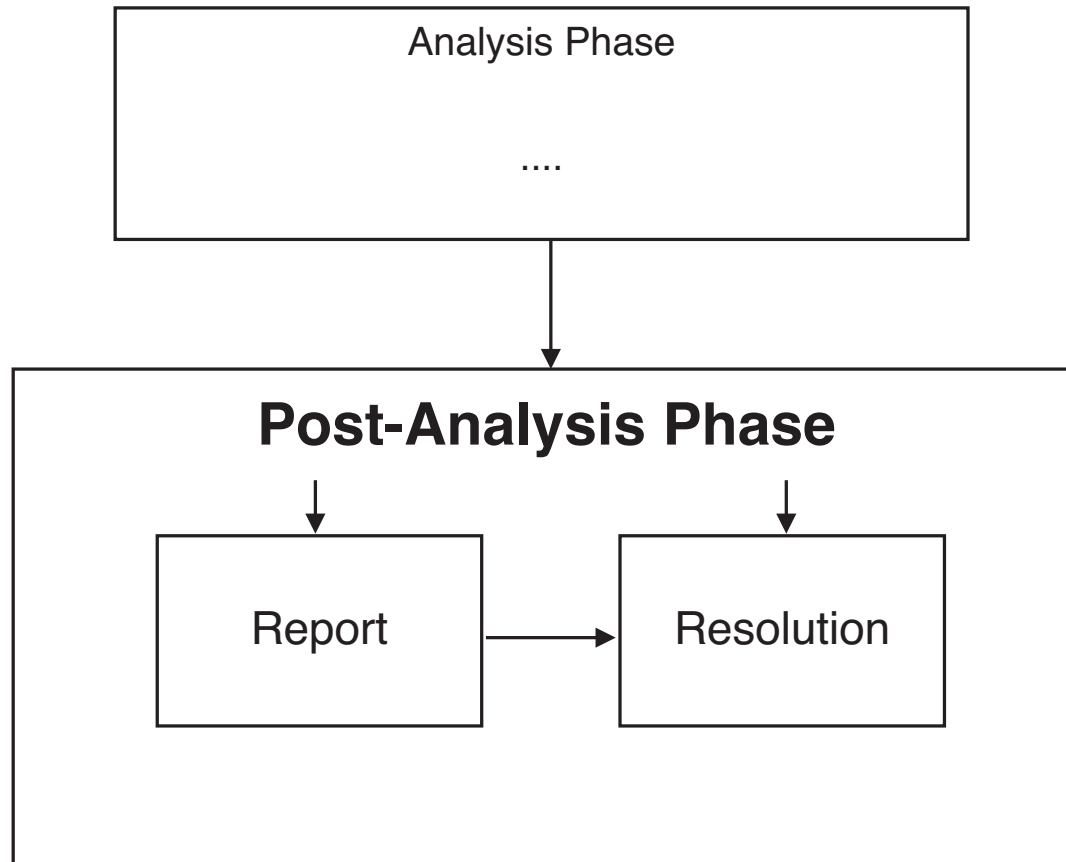 Analysis Phase
....
Post-Analysis Phase
Report
Resolution